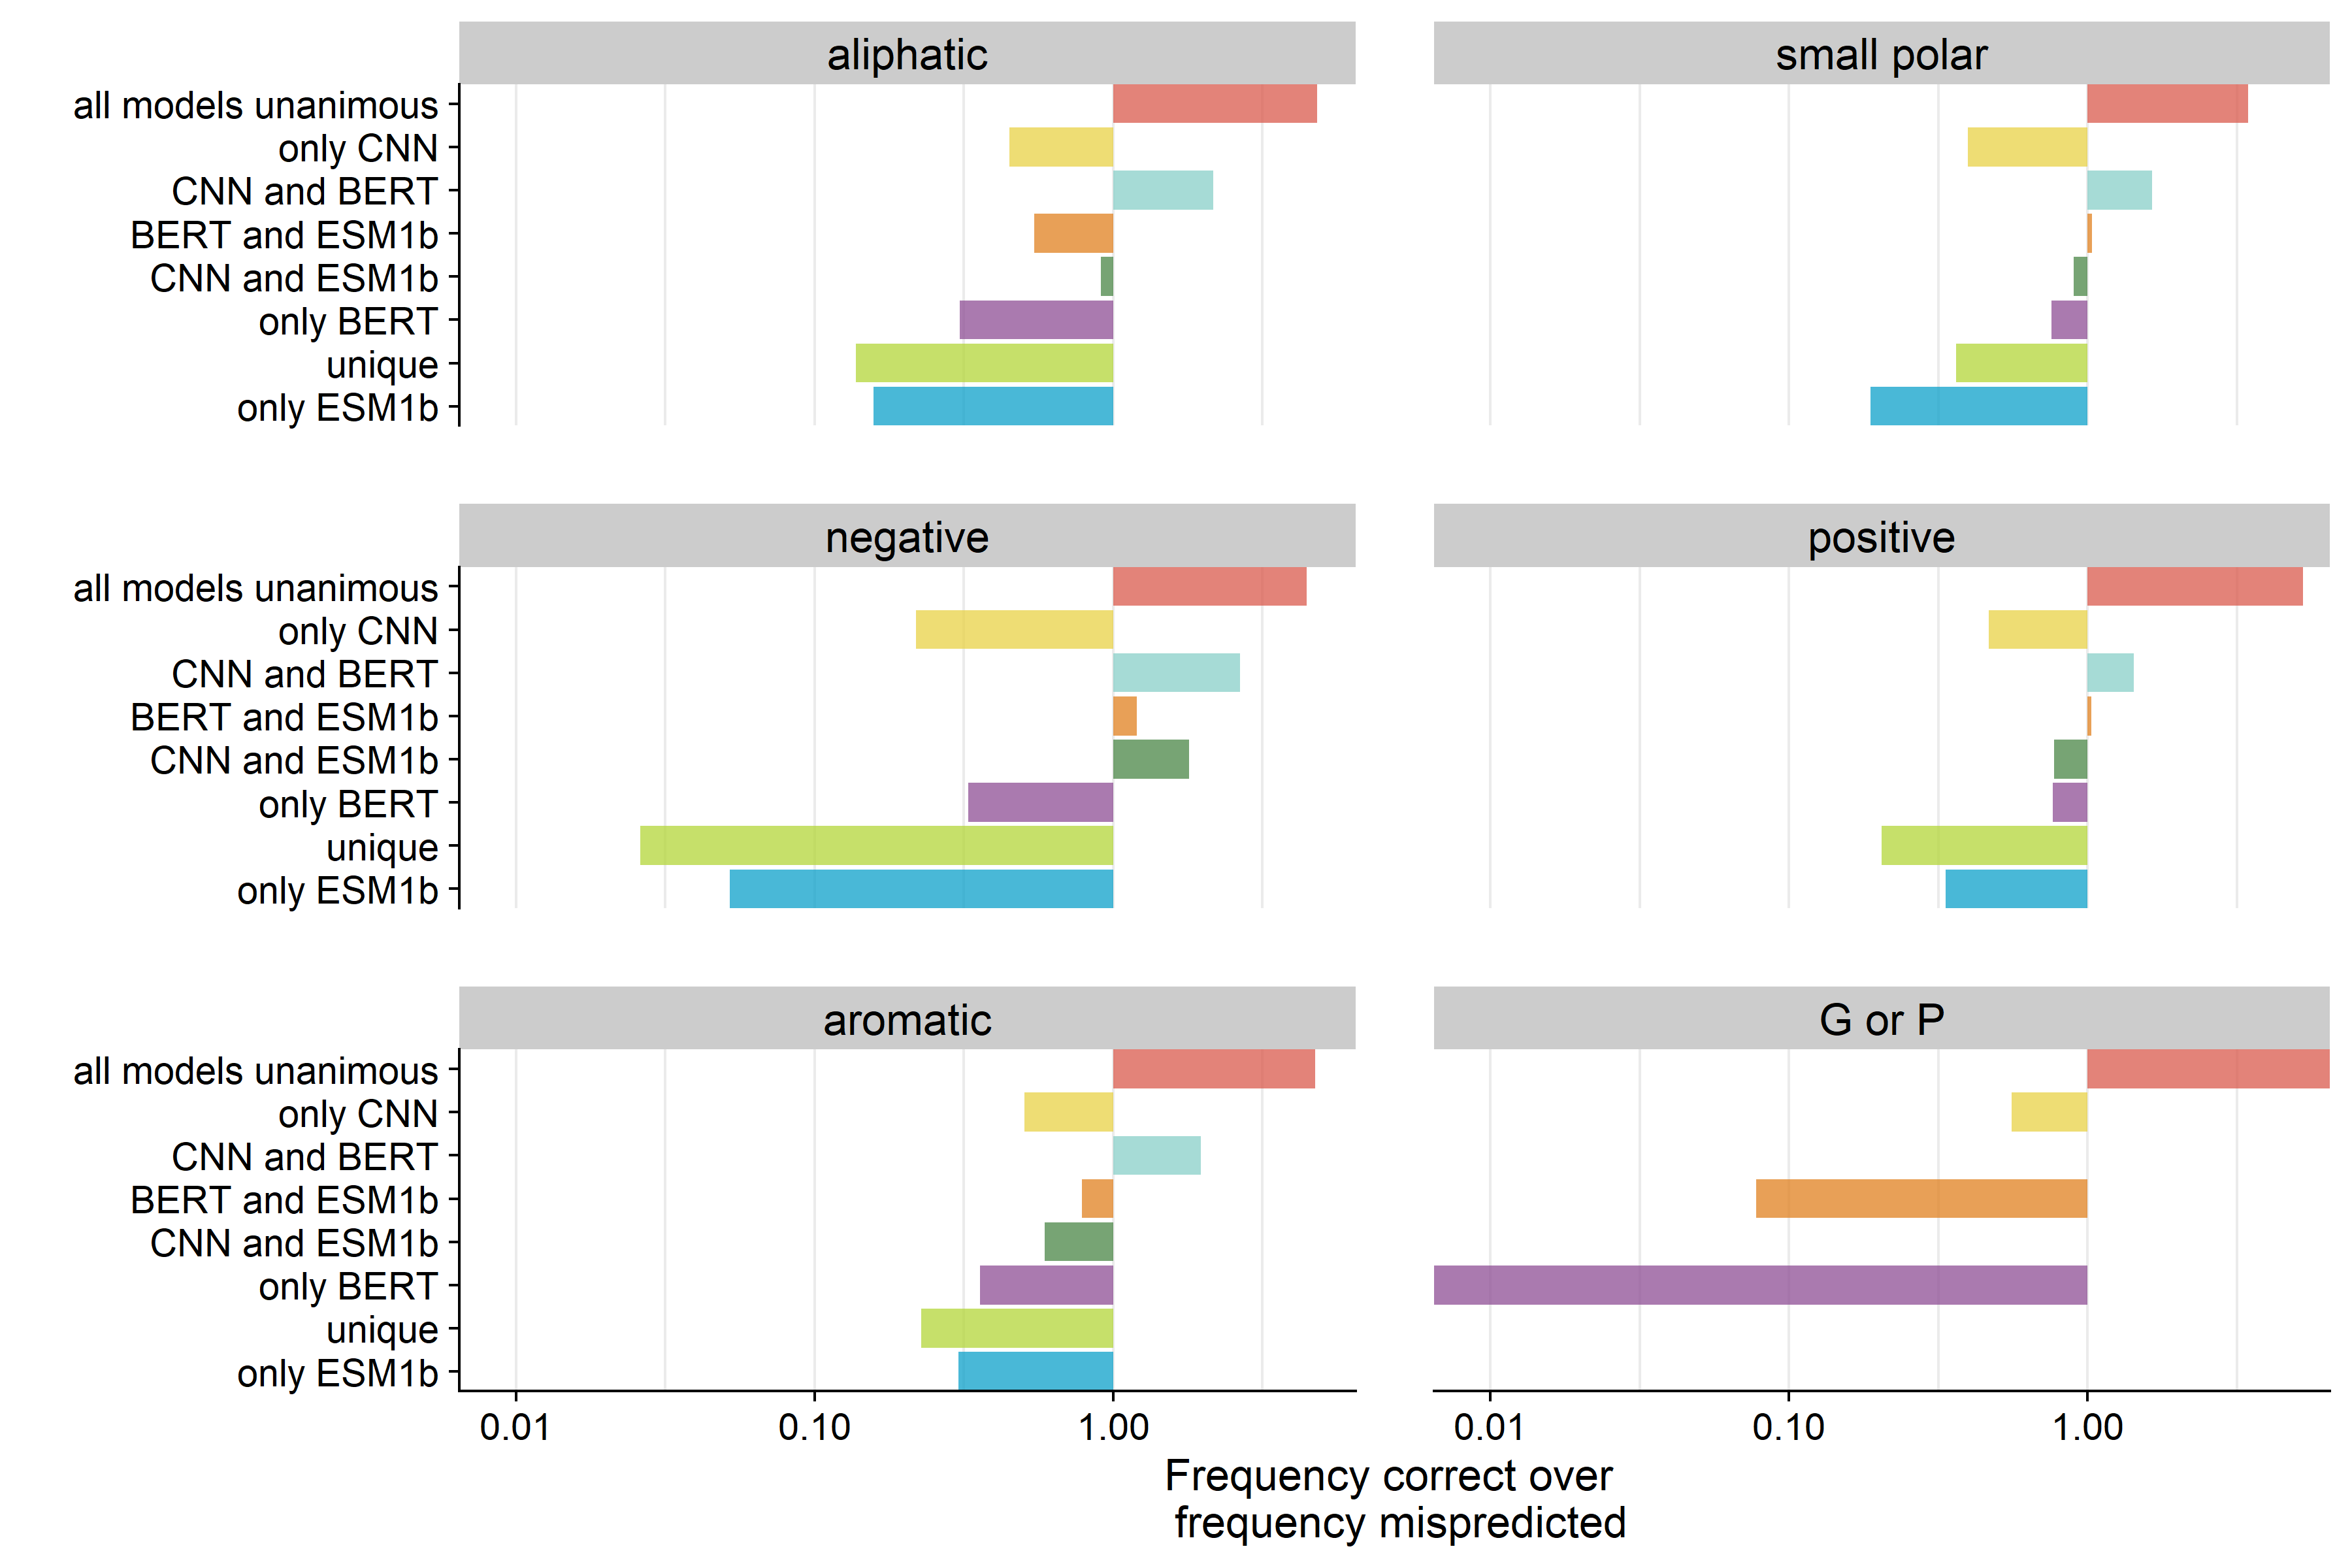 aliphatic
small polar
all models unanimous
only CNN
CNN and BERT
BERT and ESM1b
CNN and ESM1b
only BERT
unique
only ESM1b
negative
positive
all models unanimous
only CNN
CNN and BERT
BERT and ESM1b
CNN and ESM1b
only BERT
unique
only ESM1b
aromatic
G or P
all models unanimous
only CNN
CNN and BERT
BERT and ESM1b
CNN and ESM1b
only BERT
unique
only ESM1b
0.01 0.10 1.00
0.01 0.10 1.00
Frequency correct over
frequency mispredicted